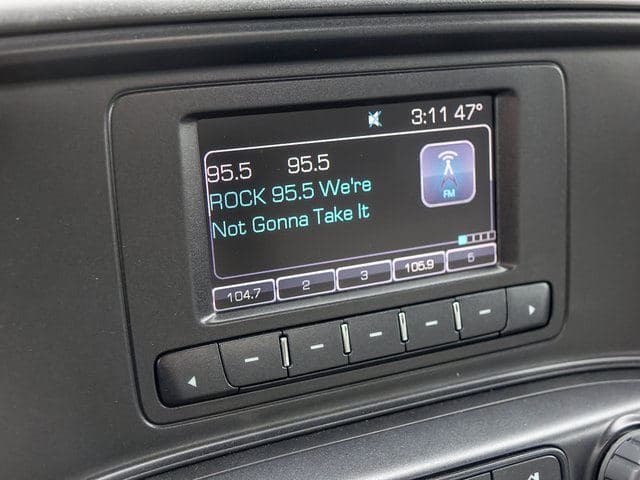 3:11 47°
95.5 95.5
ROCK 95.5 We're
Not Gonna Take It
FM
104.7 2 3 105.9 5